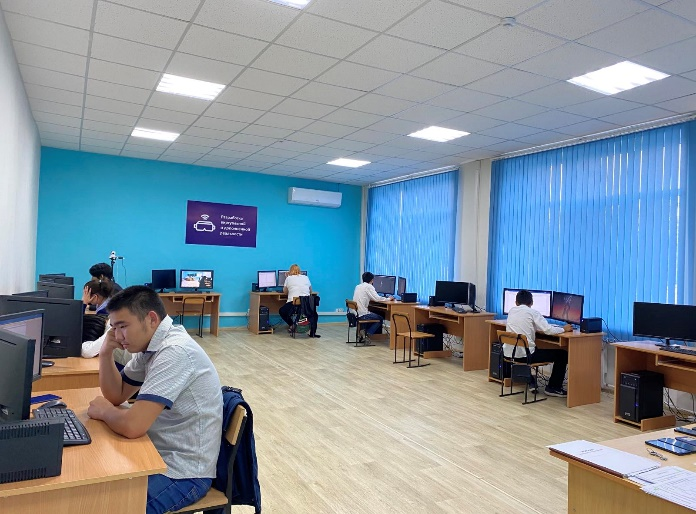 Разработка
виртуальной
и дополненной
реальности